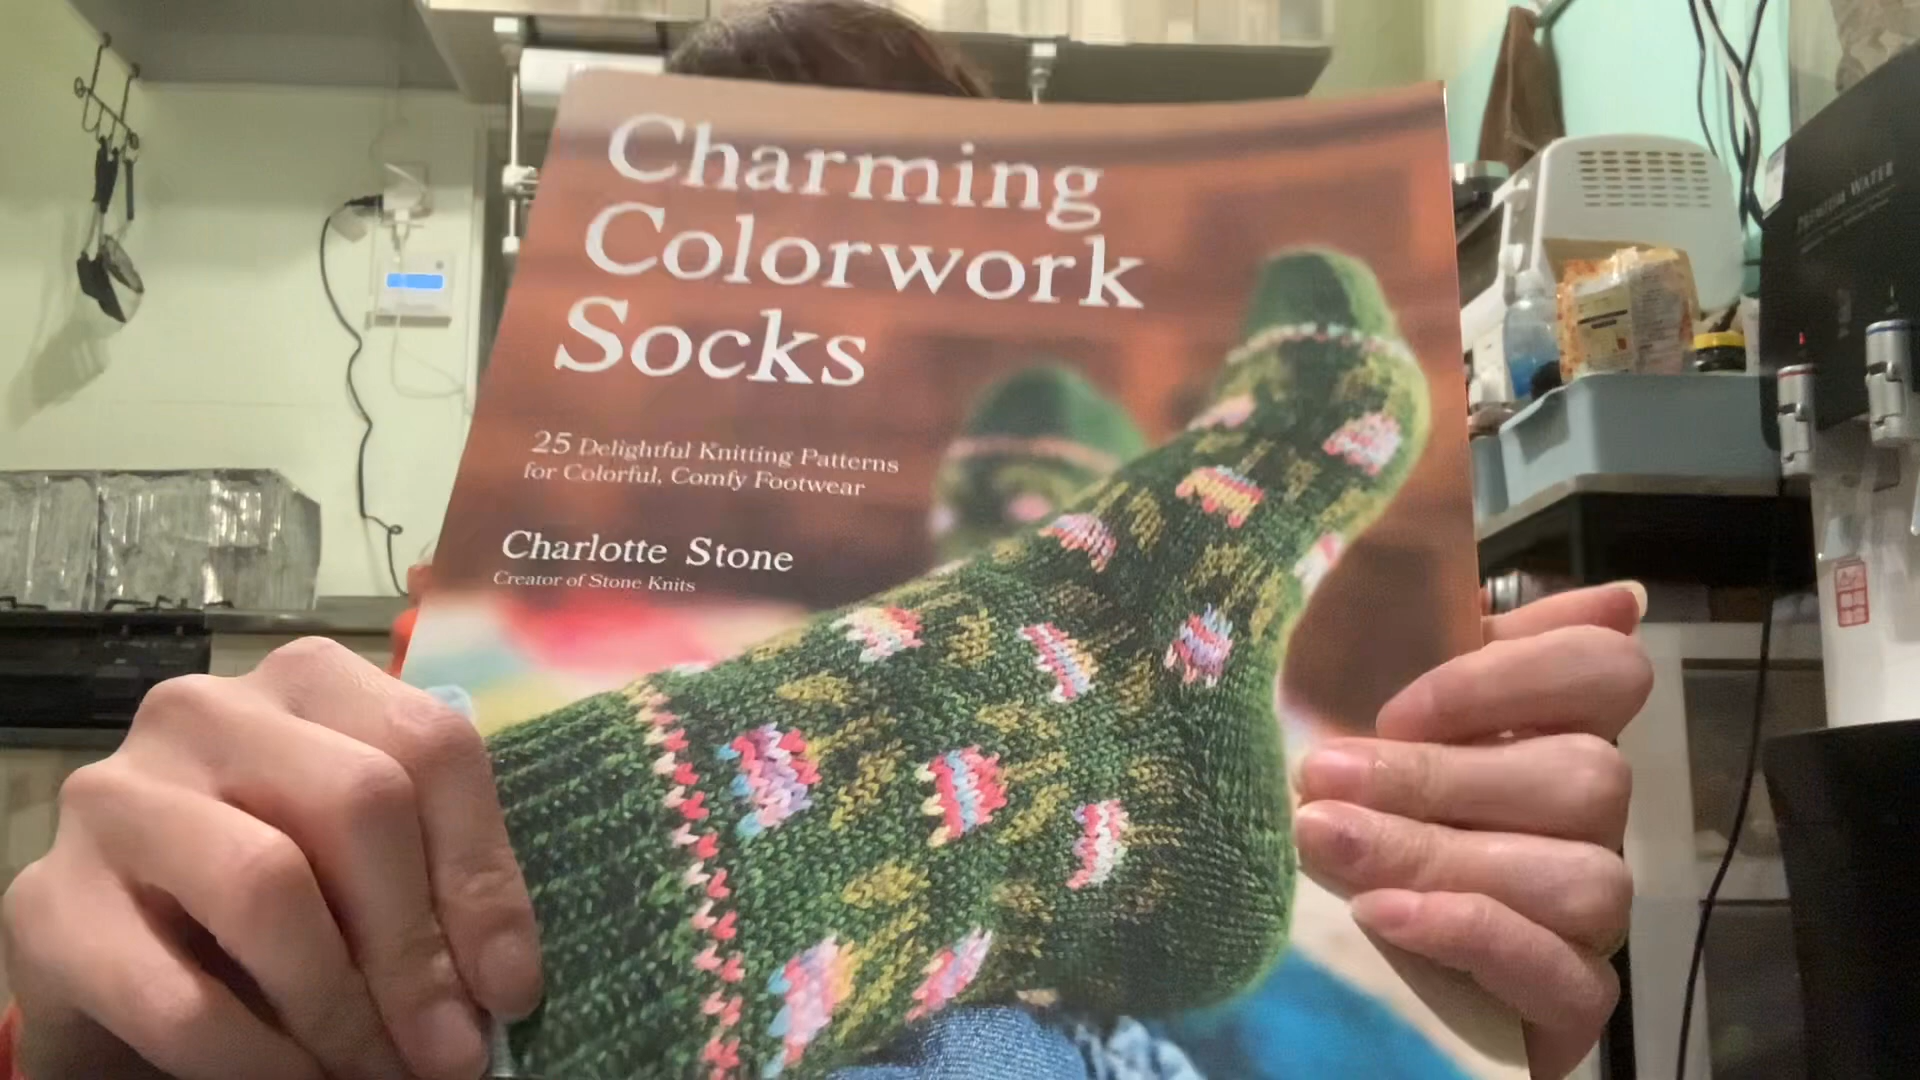 Charming
Colorwork
Socks
25 Delightful Knitting Patterns
for Colorful, Comfy Footwear
Charlotte Stone
Creator of Stone Knits
PREMIUM WATER